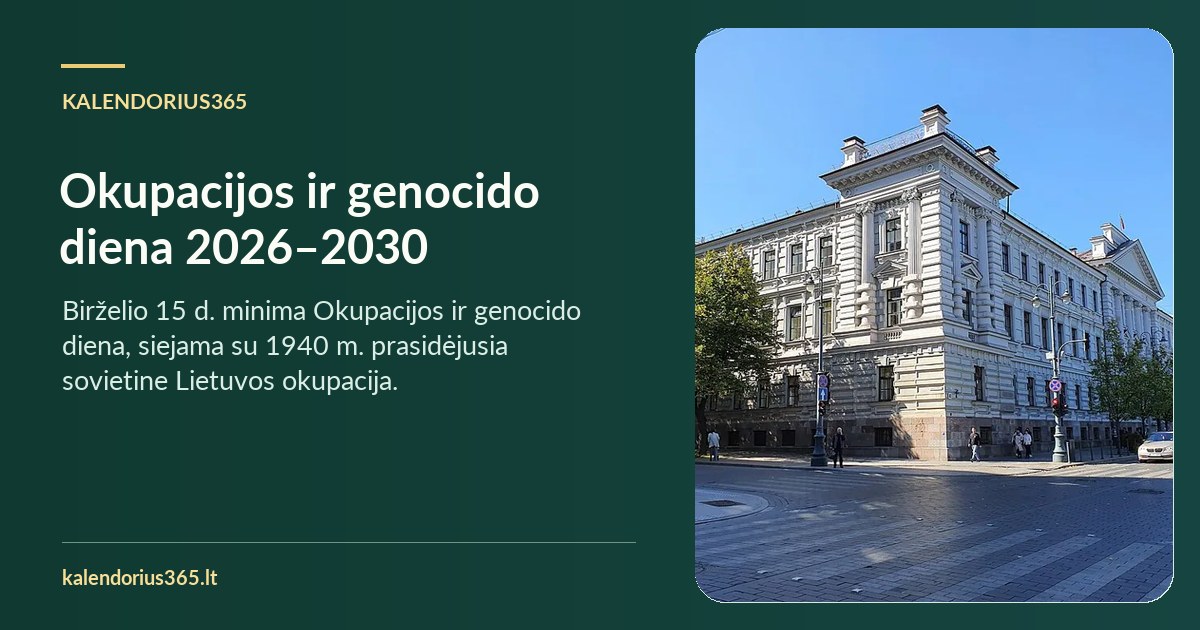 KALENDORIUS365
Okupacijos ir genocido
diena 2026–2030
Birželio 15 d. minima Okupacijos ir genocido
diena, siejama su 1940 m. prasidėjusia
sovietine Lietuvos okupacija.
kalendorius365.lt